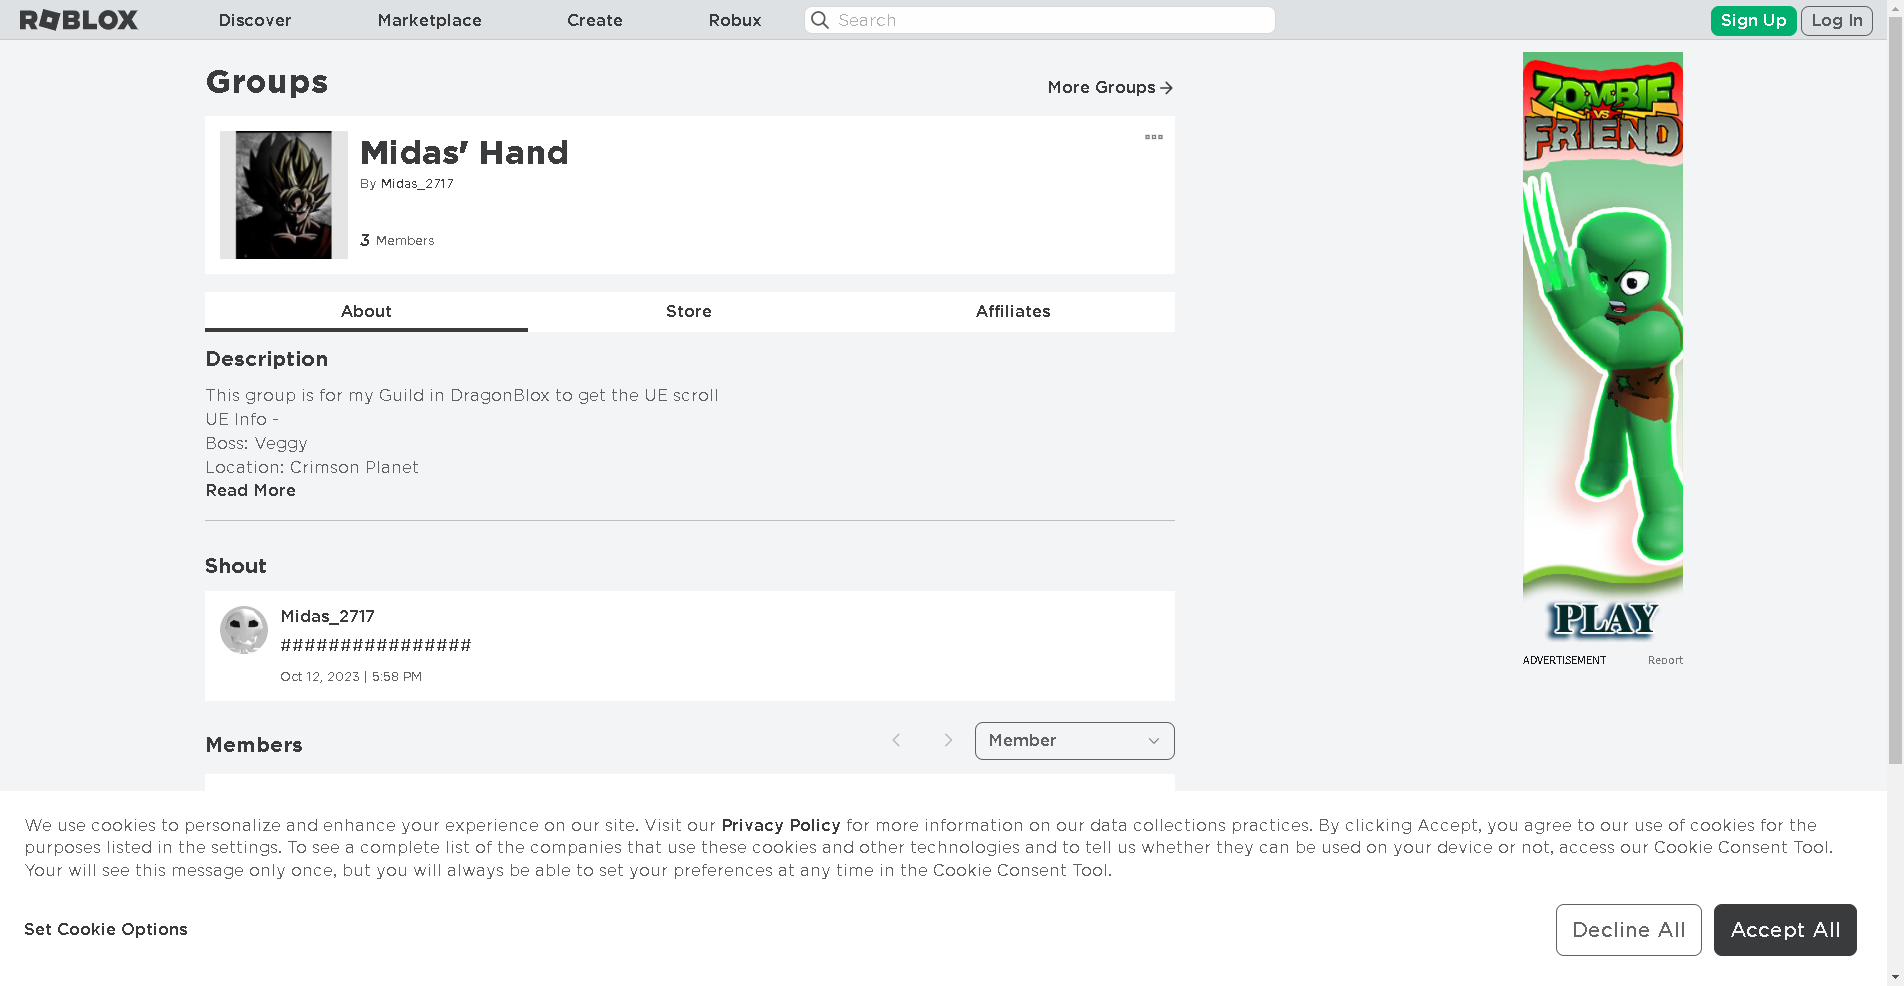 ROBLOX
Discover
Marketplace
Create
Robux
Search
Sign Up
Log In
Groups
More Groups
Midas' Hand
By Midas_2717
3 Members
About
Store
Affiliates
Description
This group is for my Guild in DragonBlox to get the UE scroll
UE Info -
Boss: Veggy
Location: Crimson Planet
Read More
Shout
Midas_2717
################
Oct 12, 2023 | 5:58 PM
Members
Member
ZOMBIE
VS
FRIEND
PLAY
ADVERTISEMENT
Report
We use cookies to personalize and enhance your experience on our site. Visit our Privacy Policy for more information on our data collections practices. By clicking Accept, you agree to our use of cookies for the
purposes listed in the settings. To see a complete list of the companies that use these cookies and other technologies and to tell us whether they can be used on your device or not, access our Cookie Consent Tool.
Your will see this message only once, but you will always be able to set your preferences at any time in the Cookie Consent Tool.
Set Cookie Options
Decline All
Accept All